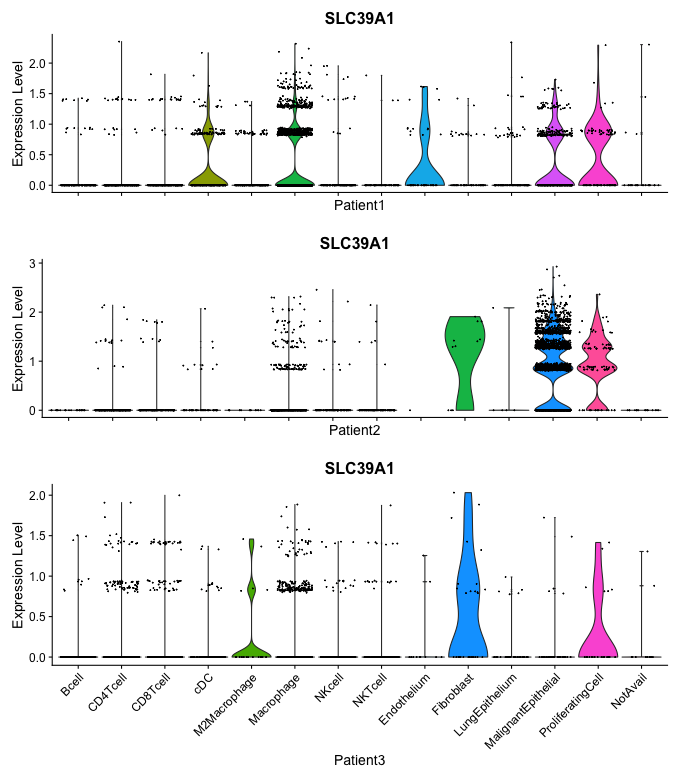 SLC39A1
Expression Level
2.0
1.5
1.0
0.5
0.0
Patient1
SLC39A1
Expression Level
3
2
1
0
Patient2
SLC39A1
Expression Level
2.0
1.5
1.0
0.5
0.0
Bcell
CD4Tcell
CD8Tcell
cDC
M2Macrophage
Macrophage
NKcell
NKTcell
Endothelium
Fibroblast
LungEpithelium
MalignantEpithelial
ProliferatingCell
NotAvail
Patient3